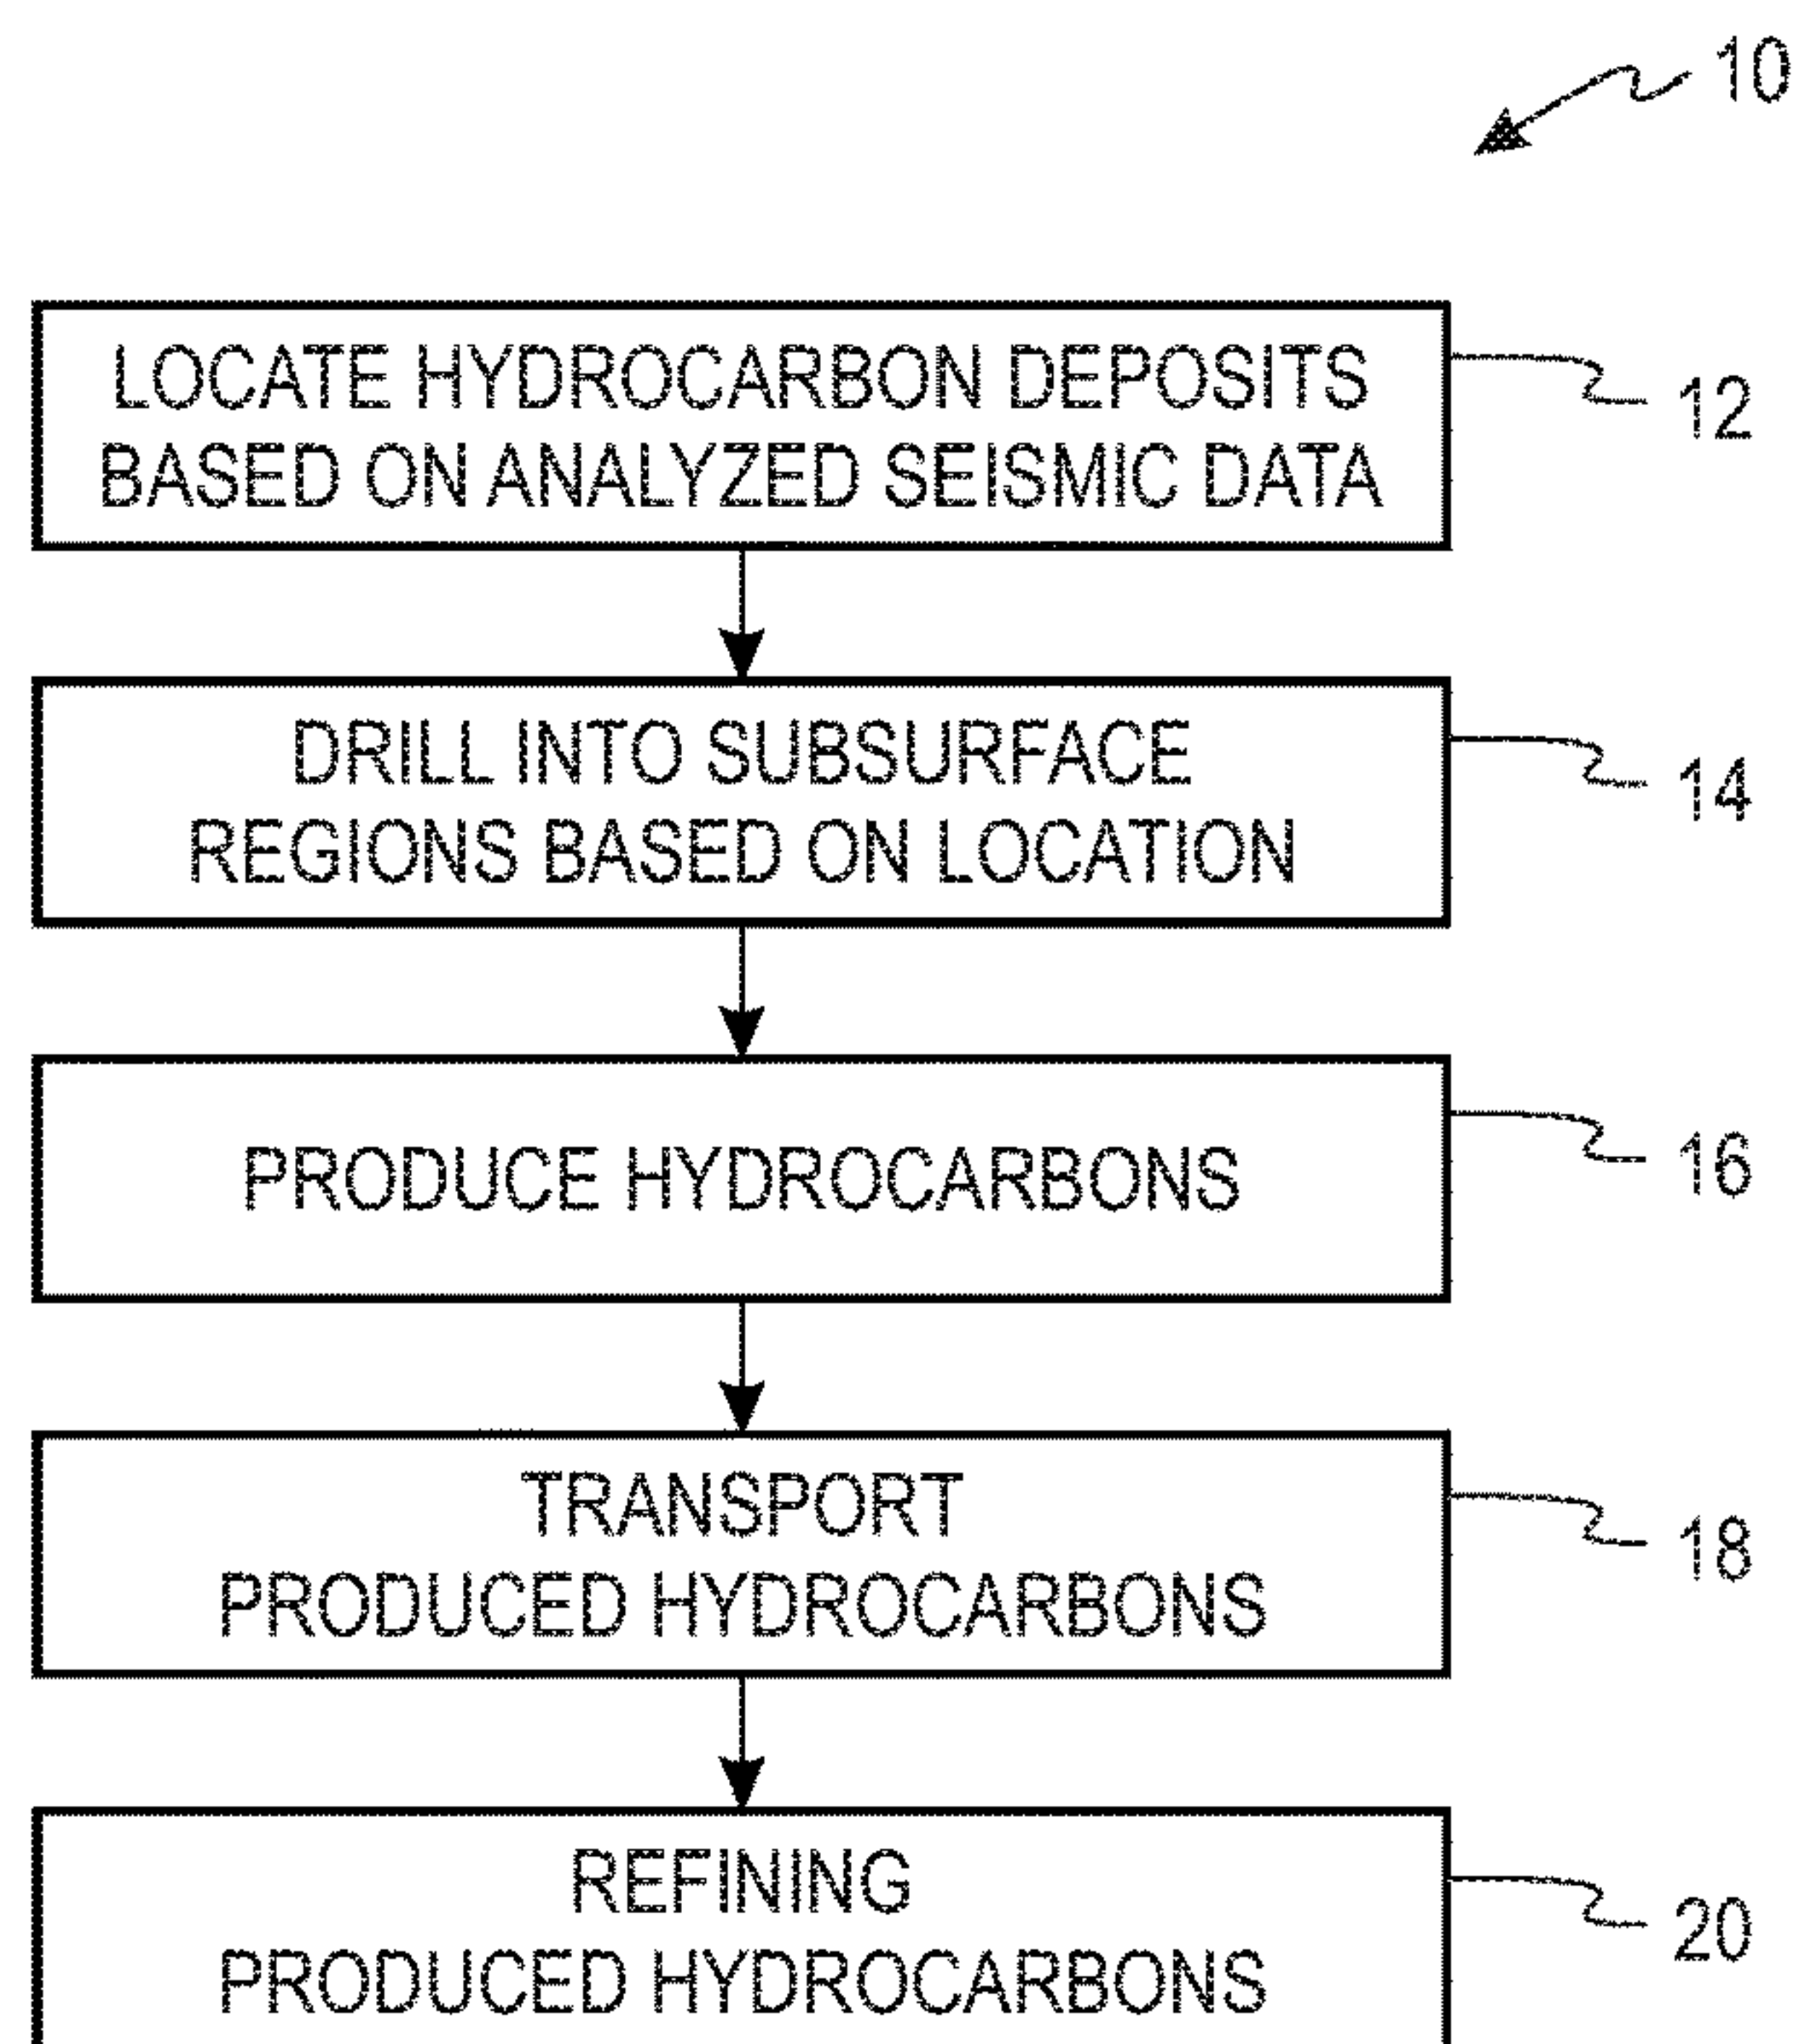 10
LOCATE HYDROCARBON DEPOSITS
BASED ON ANALYZED SEISMIC DATA
12
DRILL INTO SUBSURFACE
REGIONS BASED ON LOCATION
14
PRODUCE HYDROCARBONS
16
TRANSPORT
PRODUCED HYDROCARBONS
18
REFINING
PRODUCED HYDROCARBONS
20